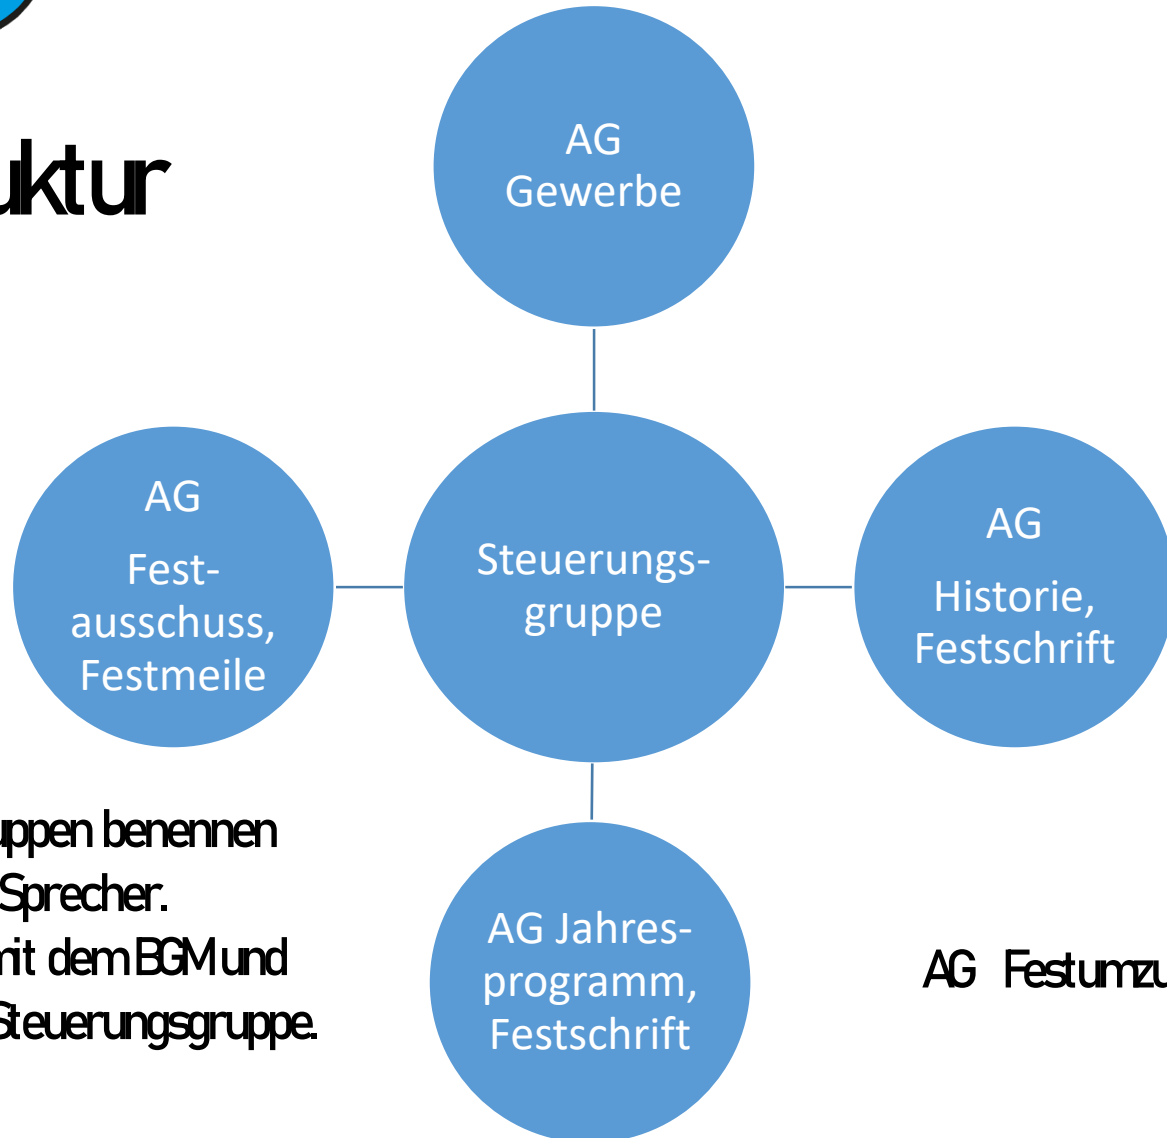 uktur
AG
Gewerbe
AG
Fest-
ausschuss,
Festmeile
Steuerungs-
gruppe
AG
Historie,
Festschrift
uppen benennen
Sprecher.
mit dem BGM und
Steuerungsgruppe.
AG Jahres-
programm,
Festschrift
AG Festumzu